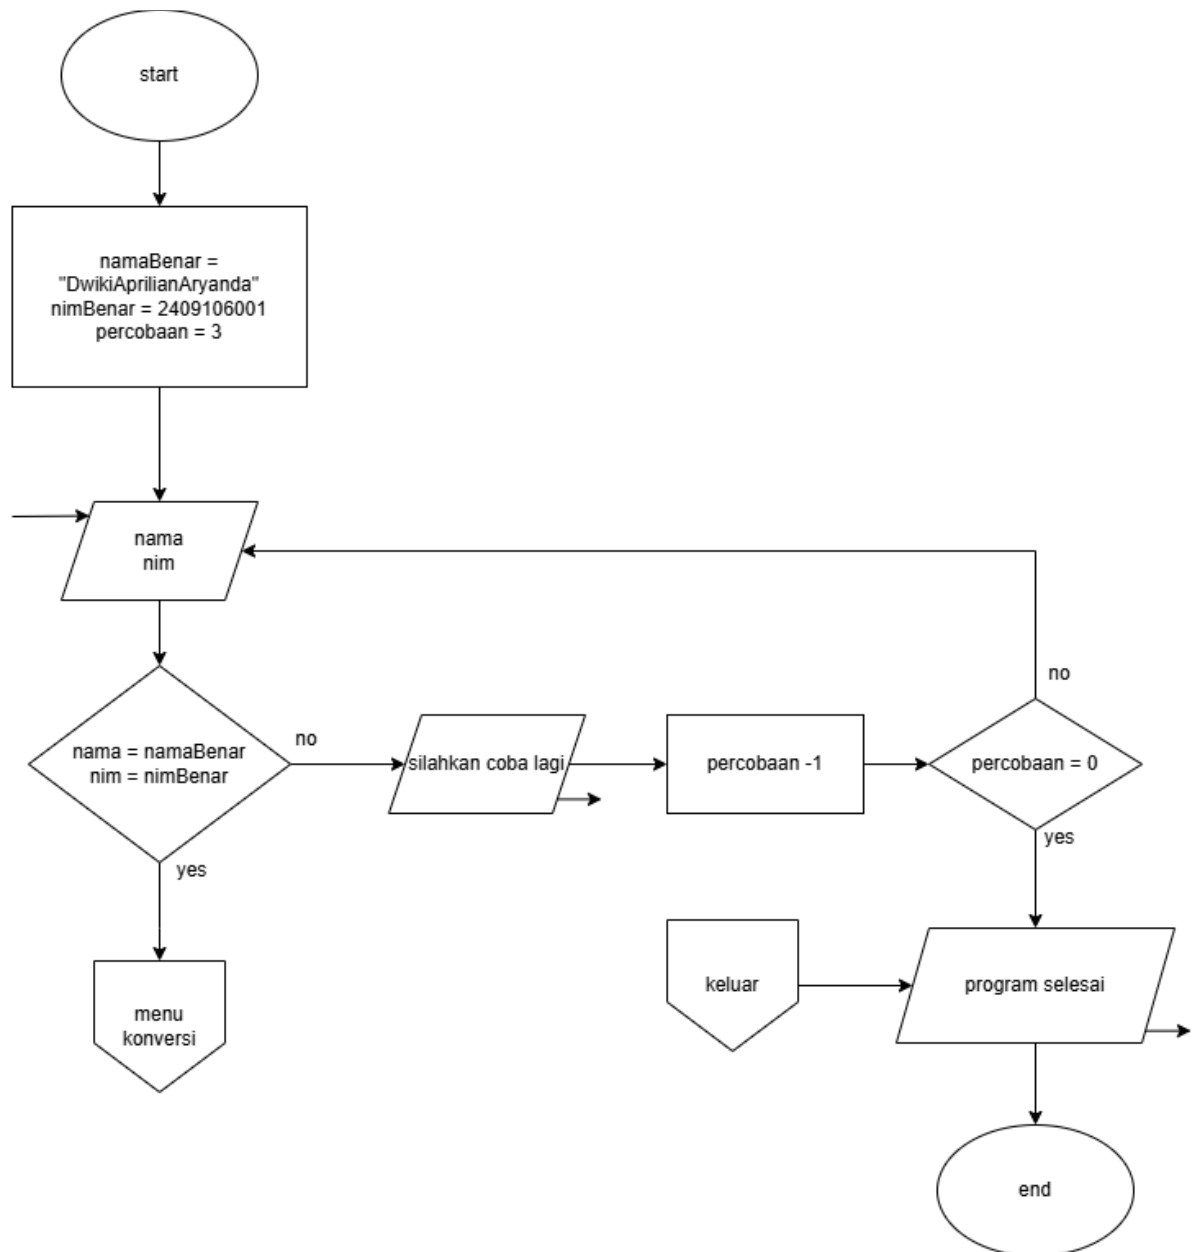 start
namaBenar =
"DwikiAprilianAryanda"
nimBenar = 2409106001
percobaan = 3
nama
nim
nama = namaBenar
nim = nimBenar
no
silahkan coba lagi
percobaan -1
percobaan = 0
no
yes
yes
menu
konversi
keluar
program selesai
end